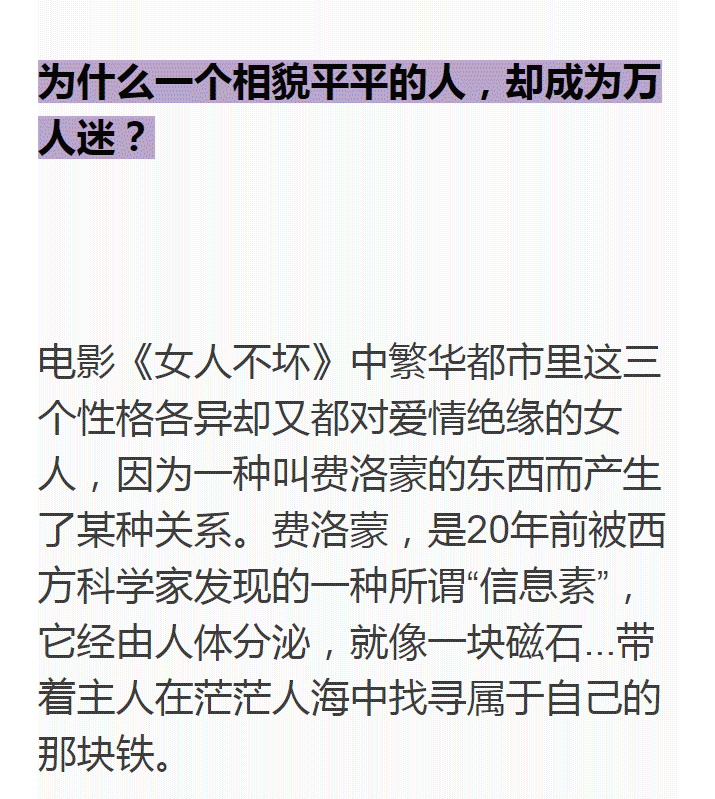 为什么一个相貌平平的人，却成为万
人迷？
电影《女人不坏》中繁华都市里这三
个性格各异却又都对爱情绝缘的女
人，因为一种叫费洛蒙的东西而产生
了某种关系。费洛蒙，是20年前被西
方科学家发现的一种所谓“信息素”，
它经由人体分泌，就像一块磁石...带
着主人在茫茫人海中找寻属于自己的
那块铁。